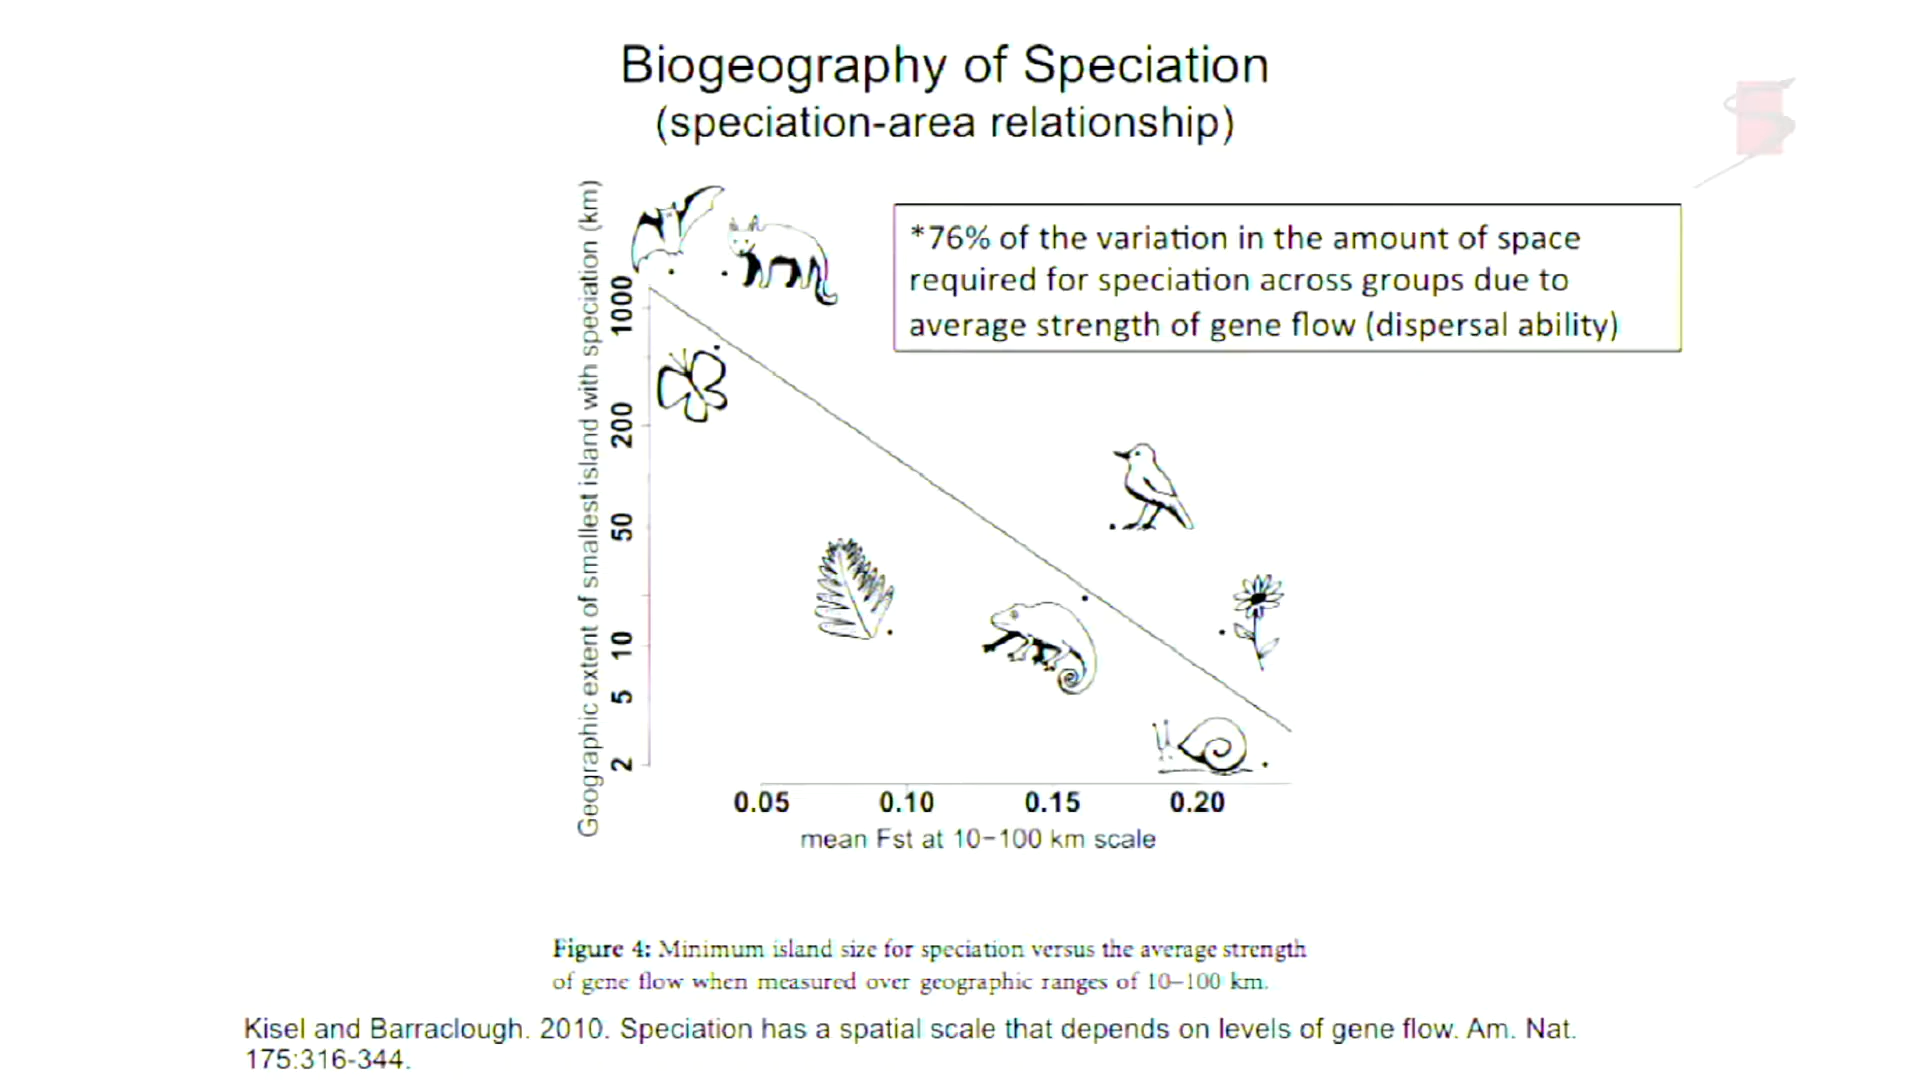 Biogeography of Speciation
(speciation-area relationship)
*76% of the variation in the amount of space
required for speciation across groups due to
average strength of gene flow (dispersal ability)
Geographic extent of smallest island with speciation (km)
1000
200
50
10
5
2
0.05 0.10 0.15 0.20
mean Fst at 10−100 km scale
Figure 4: Minimum island size for speciation versus the average strength
of gene flow when measured over geographic ranges of 10–100 km.
Kisel and Barraclough. 2010. Speciation has a spatial scale that depends on levels of gene flow. Am. Nat.
175:316-344.